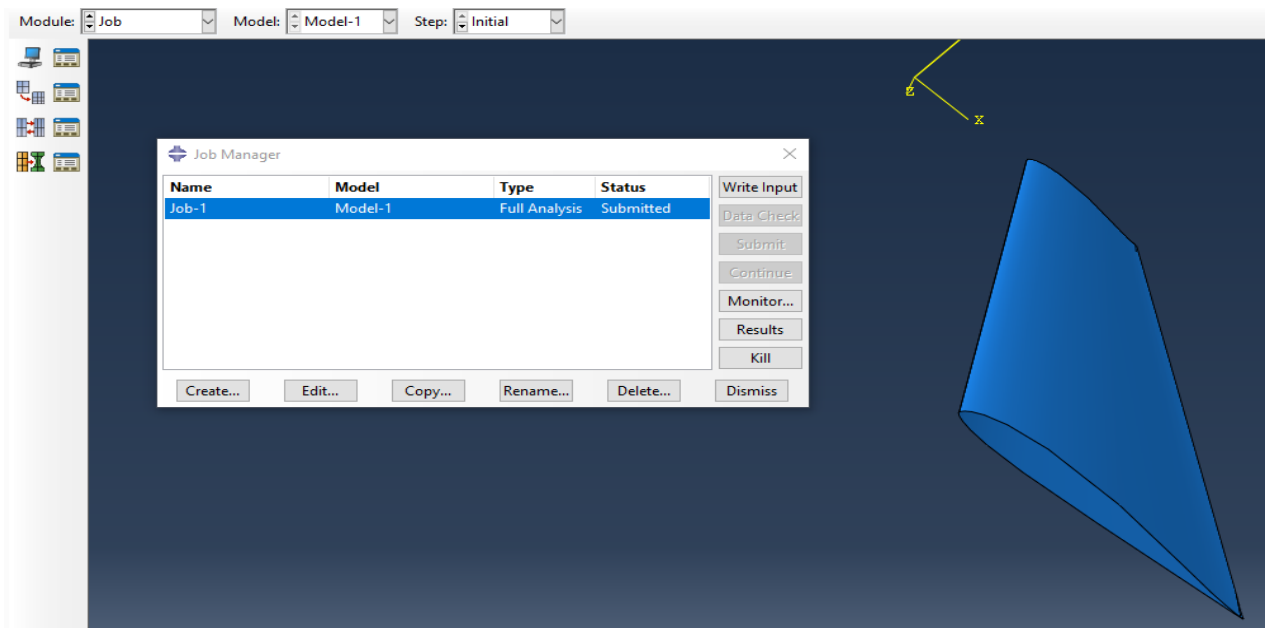 Module: Job Model: Model-1 Step: Initial
Z
X
Job Manager
Name Model Type Status
Job-1 Model-1 Full Analysis Submitted
Write Input
Data Check
Submit
Continue
Monitor...
Results
Kill
Create... Edit... Copy... Rename... Delete... Dismiss